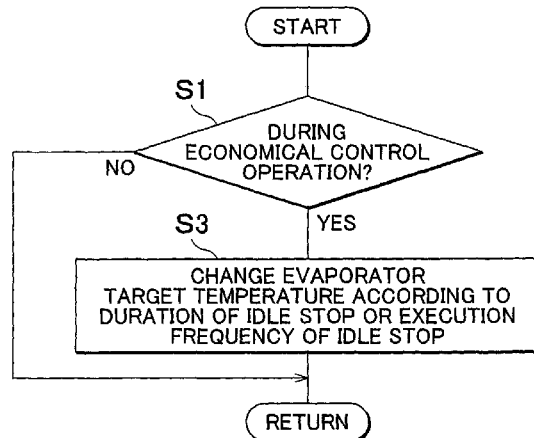 START
S1
DURING
ECONOMICAL CONTROL
OPERATION?
NO
YES
S3
CHANGE EVAPORATOR
TARGET TEMPERATURE ACCORDING TO
DURATION OF IDLE STOP OR EXECUTION
FREQUENCY OF IDLE STOP
RETURN